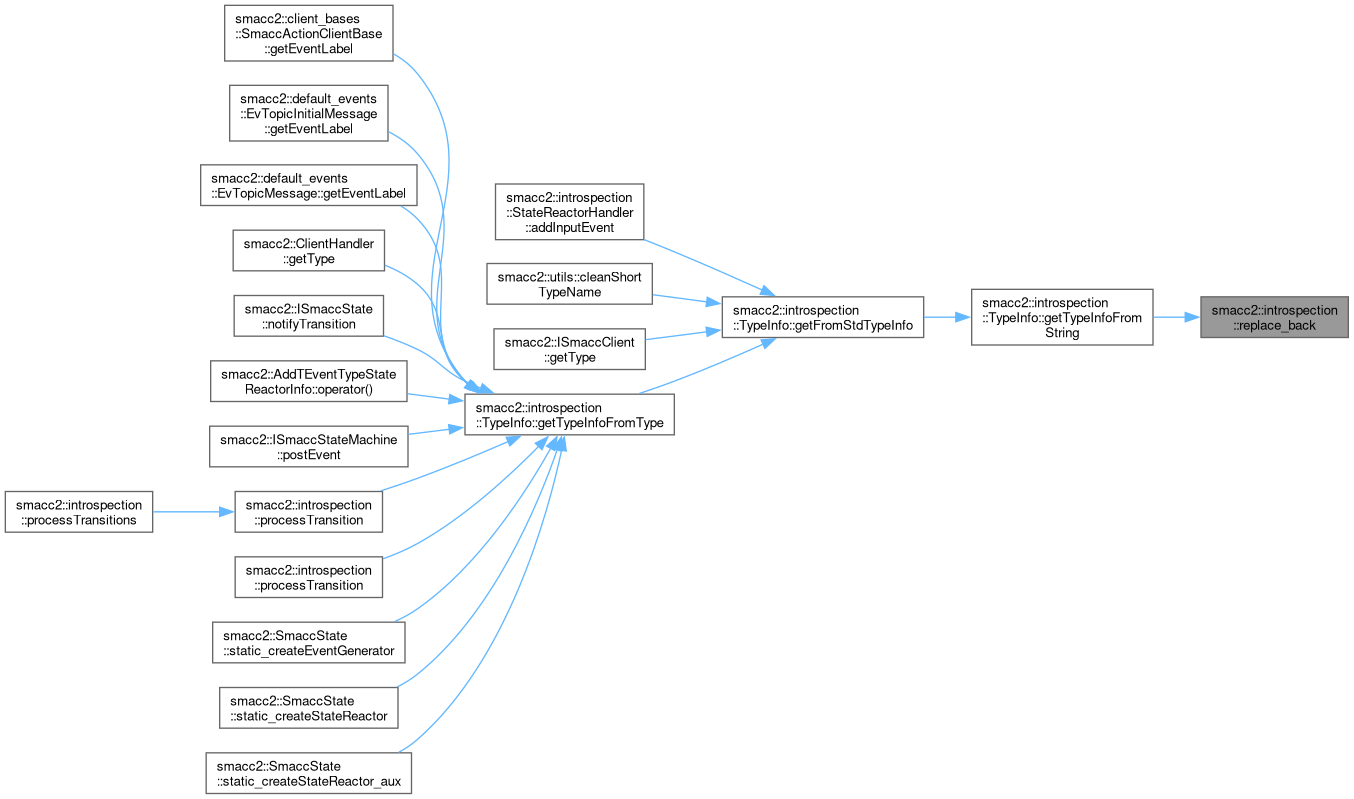 smacc2::client_bases
::SmaccActionClientBase
::getEventLabel
smacc2::default_events
::EvTopicInitialMessage
::getEventLabel
smacc2::default_events
::EvTopicMessage::getEventLabel
smacc2::ClientHandler
::getType
smacc2::ISmaccState
::notifyTransition
smacc2::AddTEventTypeState
ReactorInfo::operator()
smacc2::ISmaccStateMachine
::postEvent
smacc2::introspection
::processTransitions
smacc2::introspection
::processTransition
smacc2::introspection
::processTransition
smacc2::SmaccState
::static_createEventGenerator
smacc2::SmaccState
::static_createStateReactor
smacc2::SmaccState
::static_createStateReactor_aux
smacc2::introspection
::StateReactorHandler
::addInputEvent
smacc2::utils::cleanShort
TypeName
smacc2::ISmaccClient
::getType
smacc2::introspection
::TypeInfo::getTypeInfoFromType
smacc2::introspection
::TypeInfo::getFromStdTypeInfo
smacc2::introspection
::TypeInfo::getTypeInfoFrom
String
smacc2::introspection
::replace_back